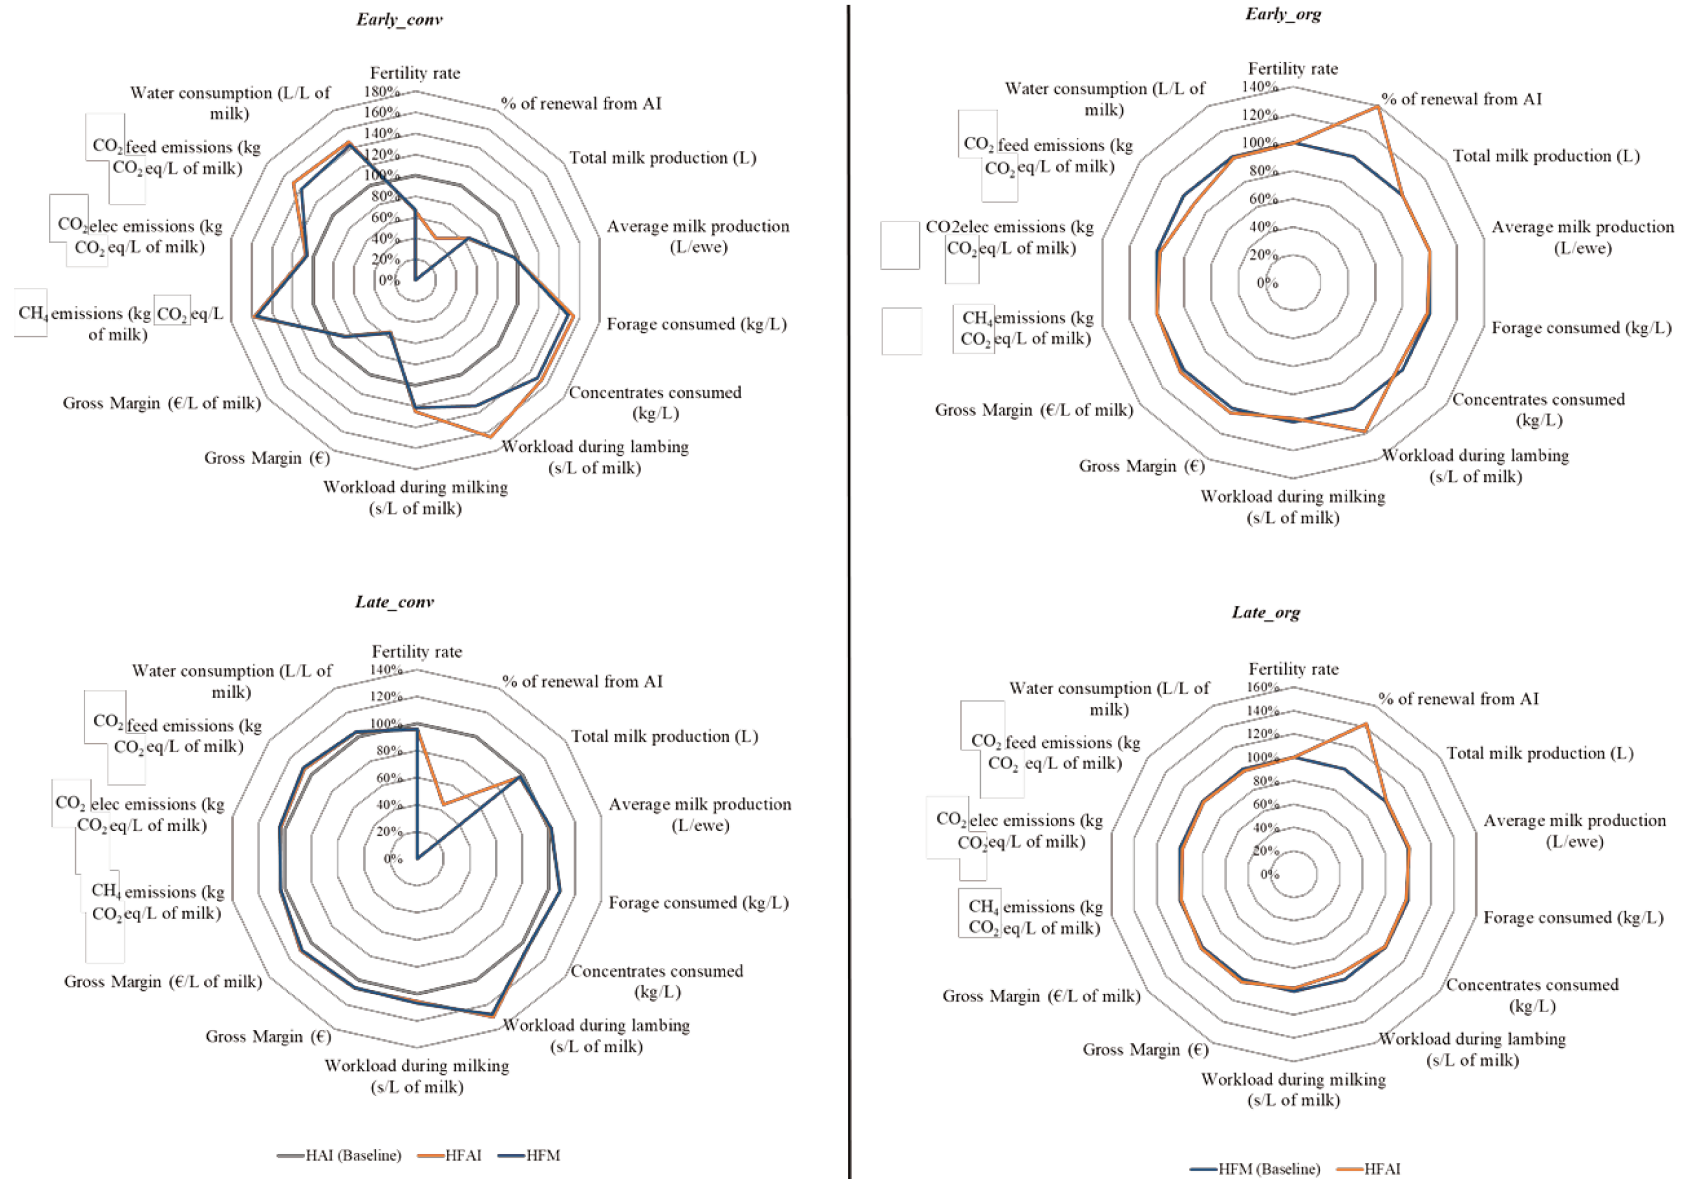 Early_conv
Fertility rate
% of renewal from AI
Total milk production (L)
Average milk production
(L/ewe)
Forage consumed (kg/L)
Concentrates consumed
(kg/L)
Workload during lambing
(s/L of milk)
Workload during milking
(s/L of milk)
Gross Margin (€)
Gross Margin (€/L of milk)
CH4 emissions (kg CO2 eq/L
of milk)
CO2 elec emissions (kg
CO2 eq/L of milk)
CO2 feed emissions (kg
CO2 eq/L of milk)
Water consumption (L/L of
milk)
180%
160%
140%
120%
100%
80%
60%
40%
20%
0%
Early_org
Fertility rate
% of renewal from AI
Total milk production (L)
Average milk production
(L/ewe)
Forage consumed (kg/L)
Concentrates consumed
(kg/L)
Workload during lambing
(s/L of milk)
Workload during milking
(s/L of milk)
Gross Margin (€)
Gross Margin (€/L of milk)
CH4 emissions (kg
CO2 eq/L of milk)
CO2elec emissions (kg
CO2 eq/L of milk)
CO2 feed emissions (kg
CO2 eq/L of milk)
Water consumption (L/L of
milk)
140%
120%
100%
80%
60%
40%
20%
0%
Late_conv
Fertility rate
% of renewal from AI
Total milk production (L)
Average milk production
(L/ewe)
Forage consumed (kg/L)
Concentrates consumed
(kg/L)
Workload during lambing
(s/L of milk)
Workload during milking
(s/L of milk)
Gross Margin (€)
Gross Margin (€/L of milk)
CH4 emissions (kg
CO2 eq/L of milk)
CO2 elec emissions (kg
CO2 eq/L of milk)
CO2 feed emissions (kg
CO2 eq/L of milk)
Water consumption (L/L of
milk)
140%
120%
100%
80%
60%
40%
20%
0%
HAI (Baseline) HFAI HFM
Late_org
Fertility rate
% of renewal from AI
Total milk production (L)
Average milk production
(L/ewe)
Forage consumed (kg/L)
Concentrates consumed
(kg/L)
Workload during lambing
(s/L of milk)
Workload during milking
(s/L of milk)
Gross Margin (€)
Gross Margin (€/L of milk)
CH4 emissions (kg
CO2 eq/L of milk)
CO2 elec emissions (kg
CO2 eq/L of milk)
CO2 feed emissions (kg
CO2 eq/L of milk)
Water consumption (L/L of
milk)
160%
140%
120%
100%
80%
60%
40%
20%
0%
HFM (Baseline) HFAI